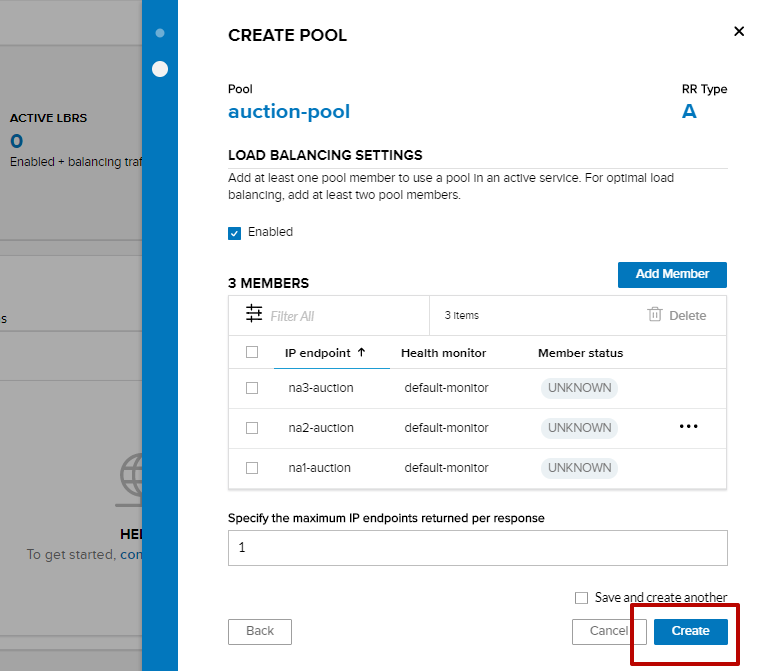 CREATE POOL
Pool
RR Type
auction-pool
A
ACTIVE LBRS
0
Enabled + balancing traf
LOAD BALANCING SETTINGS
Add at least one pool member to use a pool in an active service. For optimal load
balancing, add at least two pool members.
Enabled
3 MEMBERS
Add Member
Filter All
3 items
Delete
IP endpoint Health monitor Member status
na3-auction default-monitor UNKNOWN
na2-auction default-monitor UNKNOWN
na1-auction default-monitor UNKNOWN
s
HEl
To get started, con
Specify the maximum IP endpoints returned per response
1
Save and create another
Back
Cancel
Create